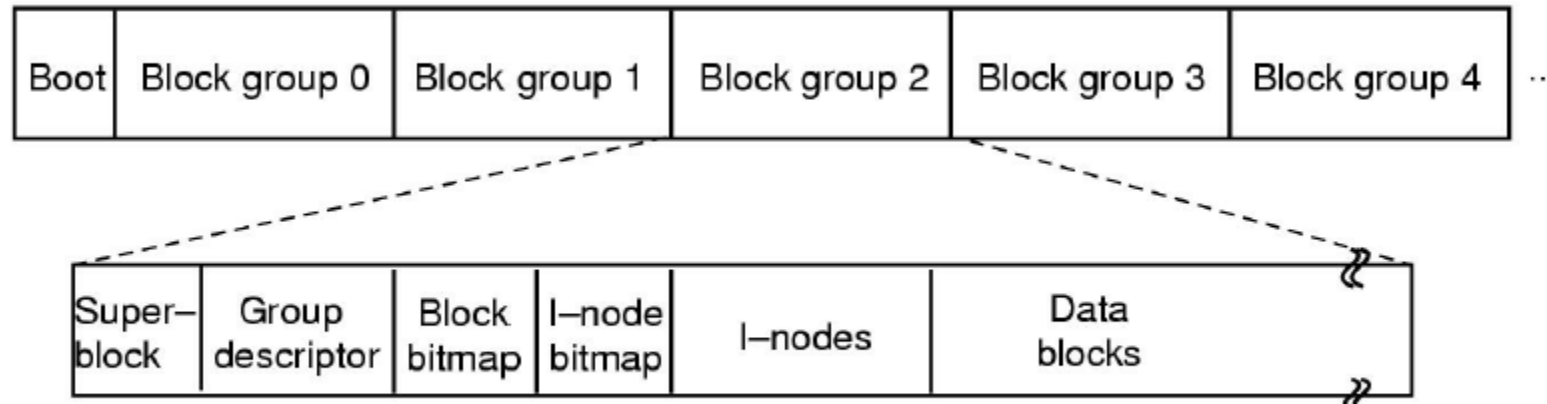 Boot Block group 0 Block group 1 Block group 2 Block group 3 Block group 4 ..
Super– Group Block I–node I–nodes Data
block descriptor bitmap bitmap blocks